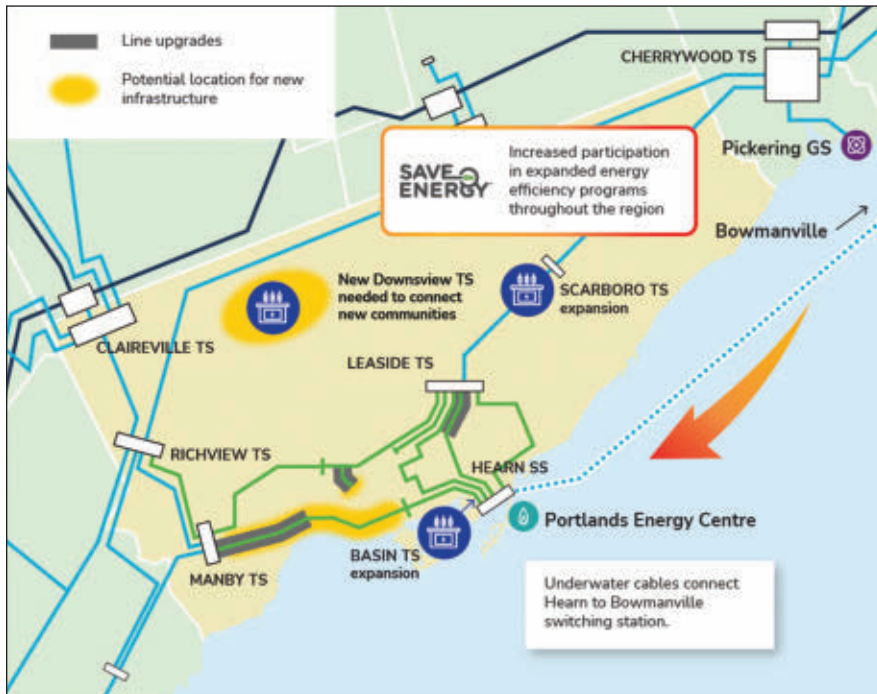 Line upgrades
Potential location for new
infrastructure
CHERRYWOOD TS
SAVE
ENERGY
Increased participation
in expanded energy
efficiency programs
throughout the region
Pickering GS
Bowmanville
New Downsview TS
needed to connect
new communities
SCARBORO TS
expansion
CLAIREVILLE TS
LEASIDE TS
RICHVIEW TS
HEARN SS
Portlands Energy Centre
BASIN TS
expansion
MANBY TS
Underwater cables connect
Hearn to Bowmanville
switching station.